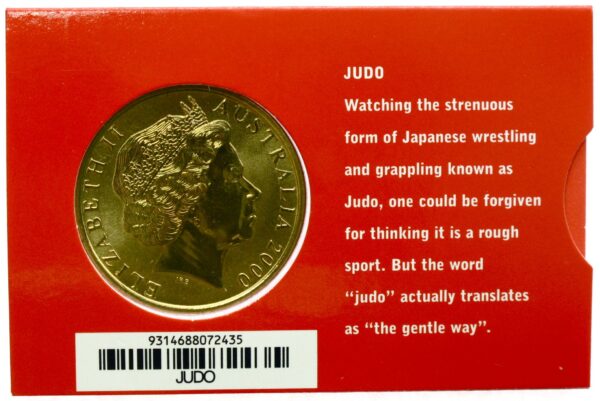 ELIZABETH II AUSTRALIA 2000
IRB
JUDO
Watching the strenuous
form of Japanese wrestling
and grappling known as
Judo, one could be forgiven
for thinking it is a rough
sport. But the word
“judo” actually translates
as “the gentle way”.
9314688072435
JUDO